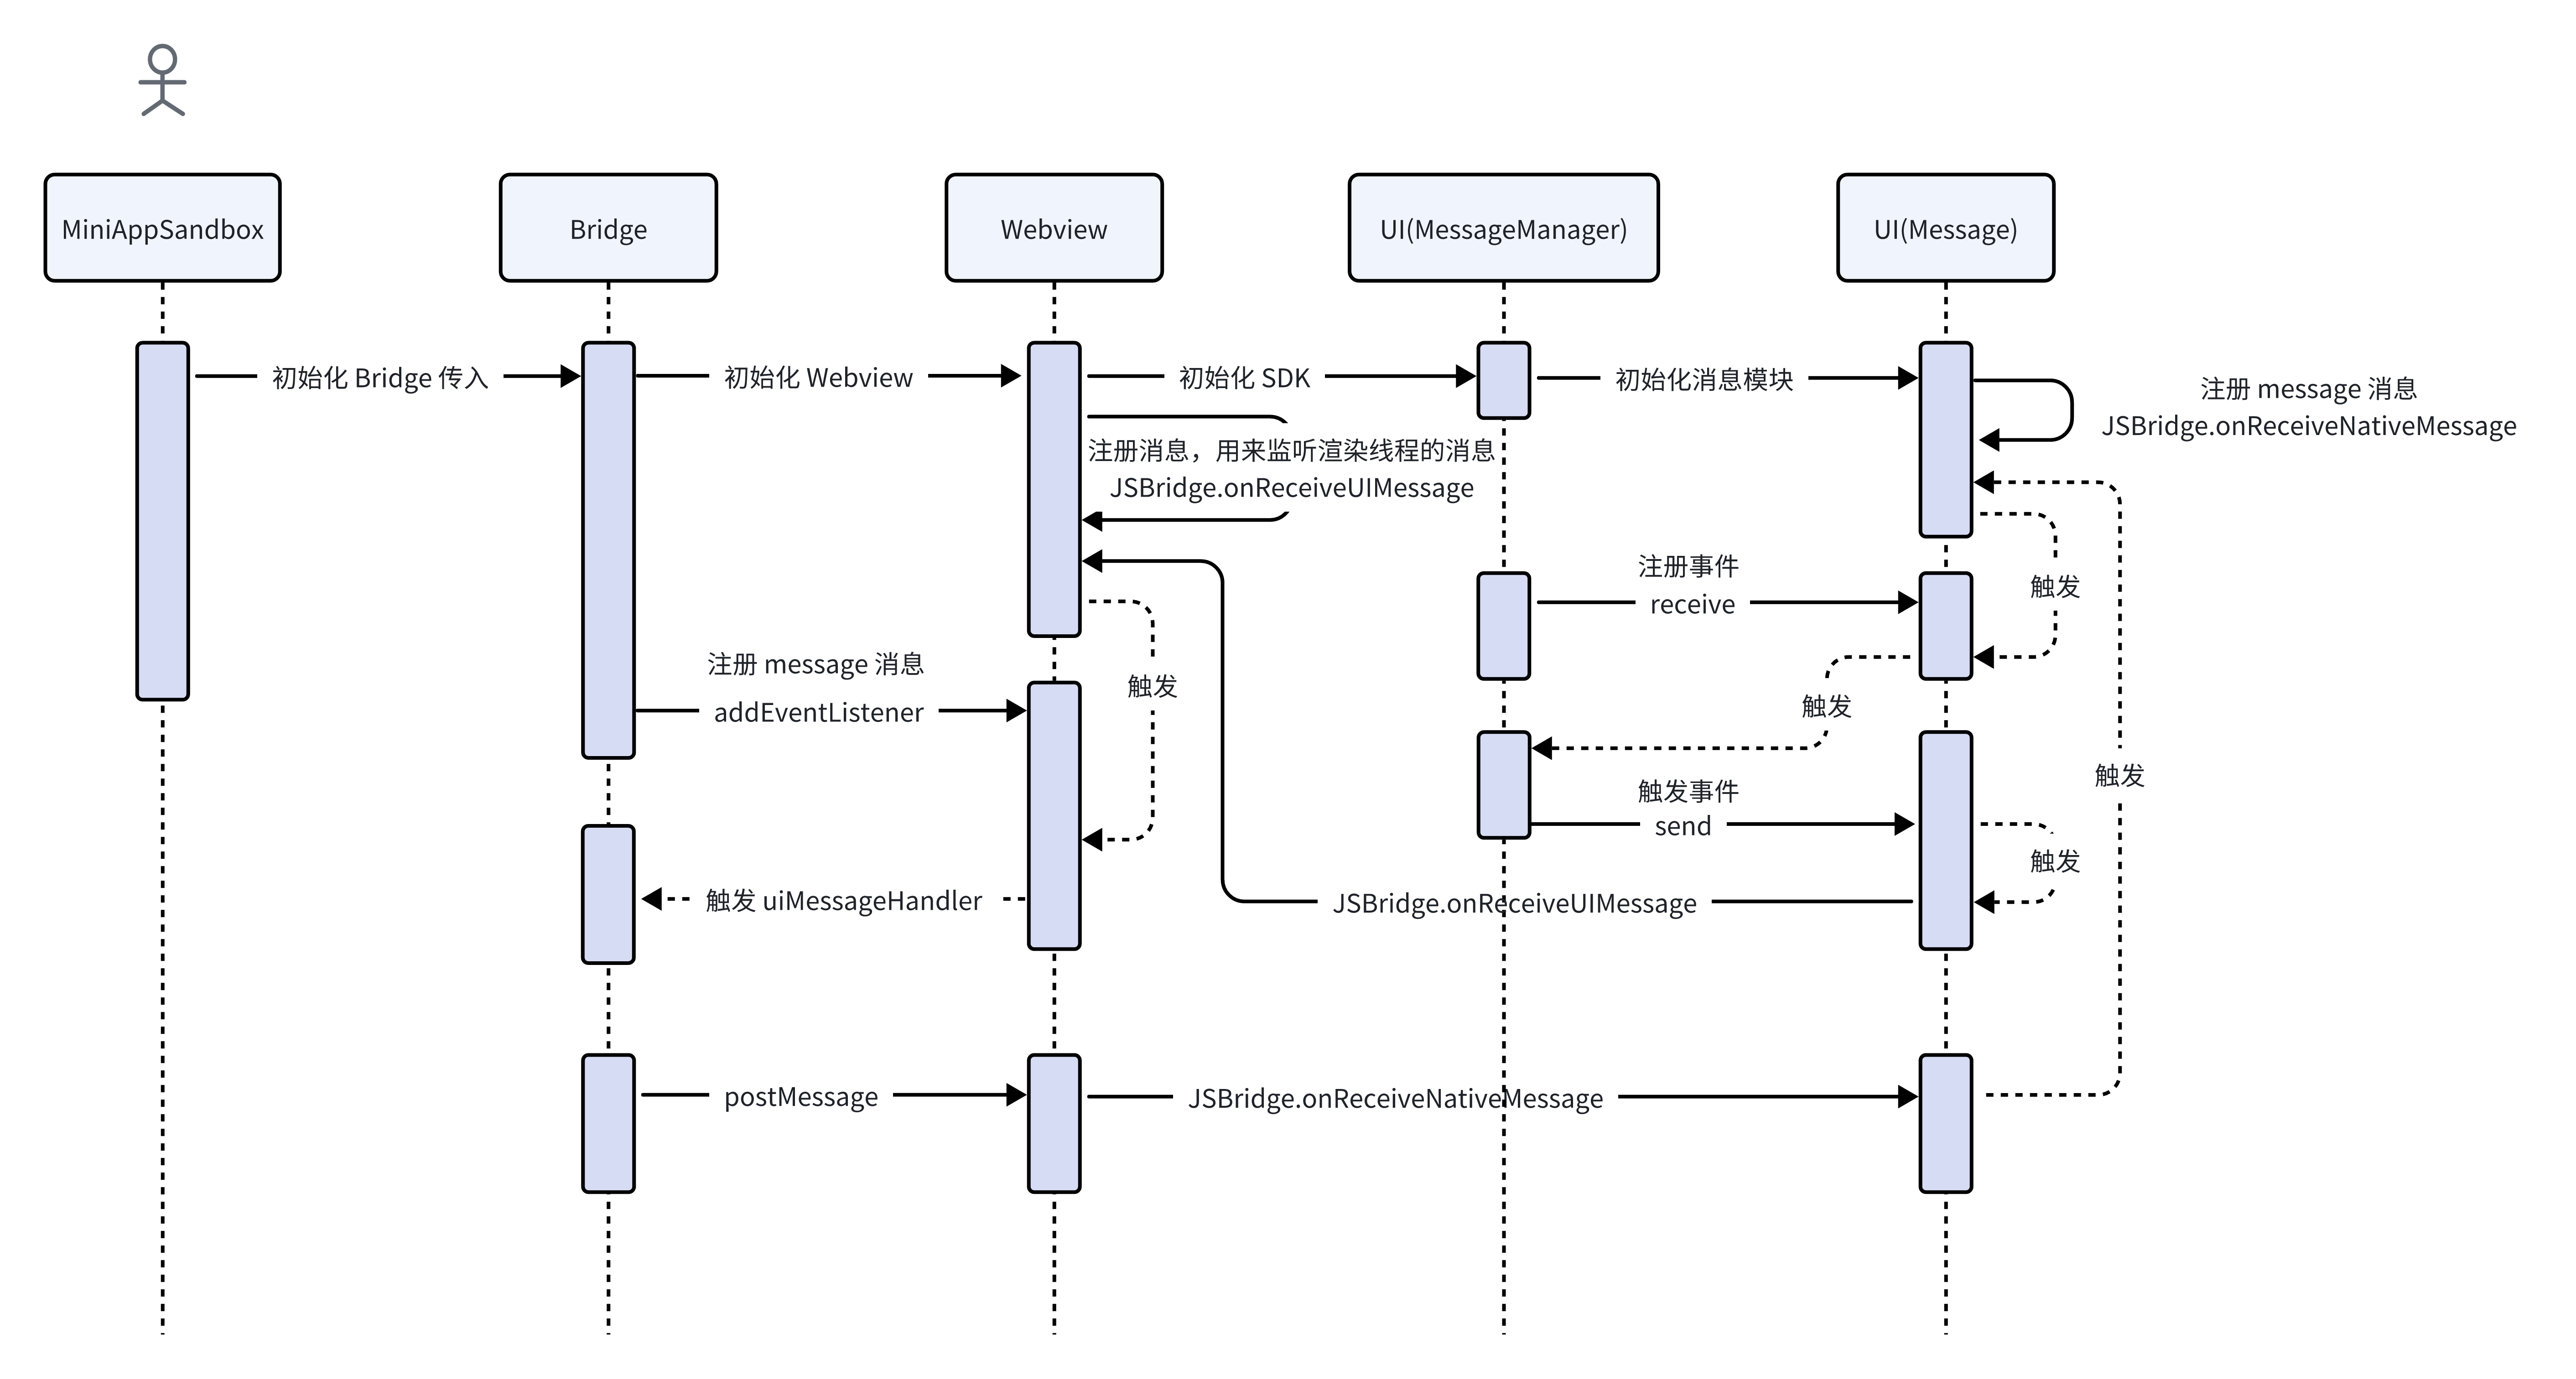 MiniAppSandbox
Bridge
Webview
UI(MessageManager)
UI(Message)
初始化 Bridge 传入
初始化 Webview
初始化 SDK
初始化消息模块
注册 message 消息
JSBridge.onReceiveNativeMessage
注册消息，用来监听渲染线程的消息
JSBridge.onReceiveUIMessage
注册事件
receive
触发
注册 message 消息
addEventListener
触发
触发
触发
触发事件
send
触发
触发 uiMessageHandler
JSBridge.onReceiveUIMessage
postMessage
JSBridge.onReceiveNativeMessage